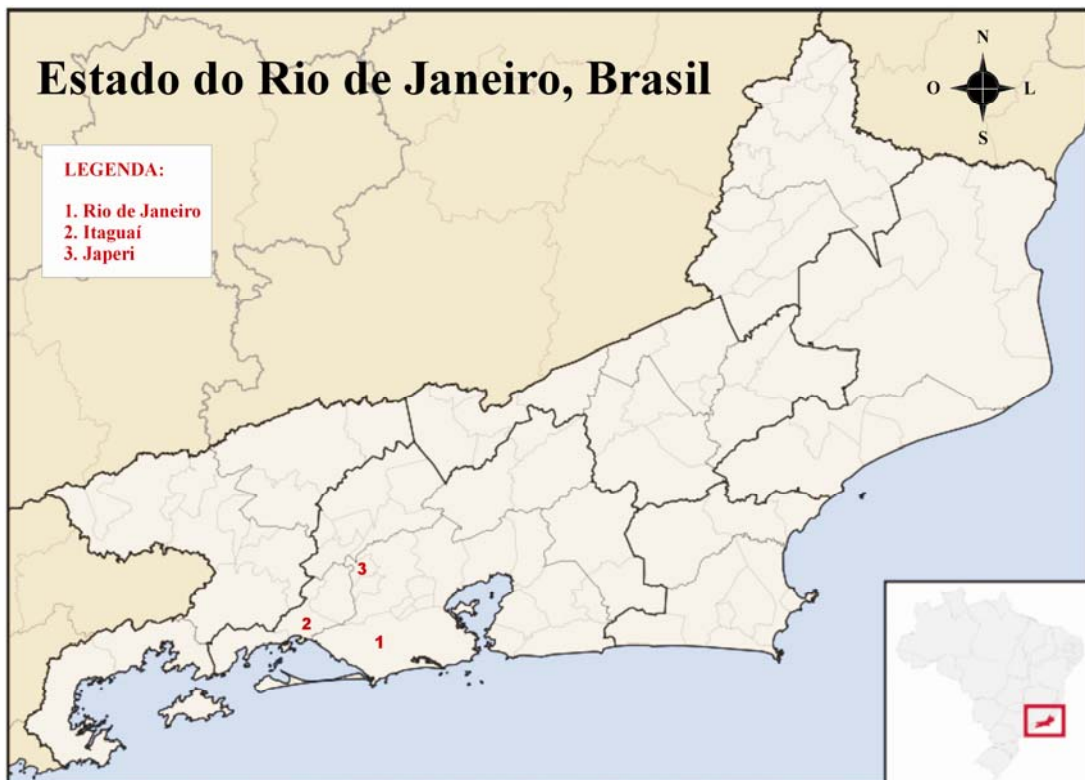 Estado do Rio de Janeiro, Brasil
N
O
L
S
LEGENDA:
1. Rio de Janeiro
2. Itaguaí
3. Japeri
3
2
1